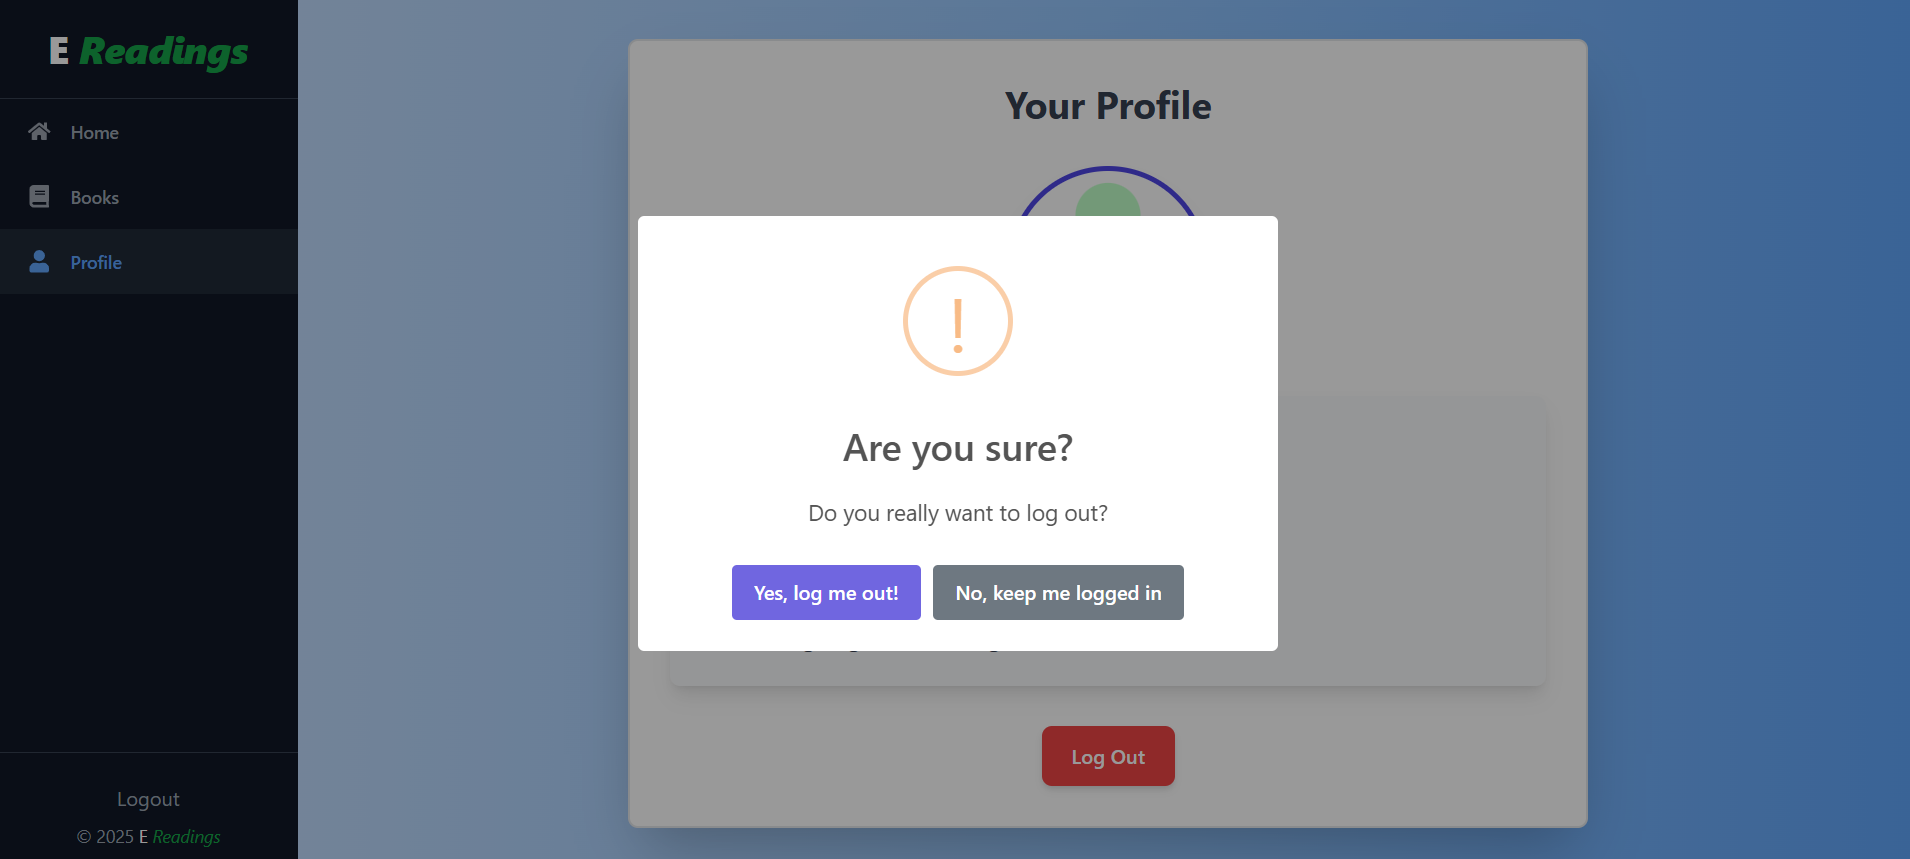 E Readings
Home
Books
Profile
Logout
© 2025 E Readings
Your Profile
Are you sure?
Do you really want to log out?
Yes, log me out!
No, keep me logged in
Log Out